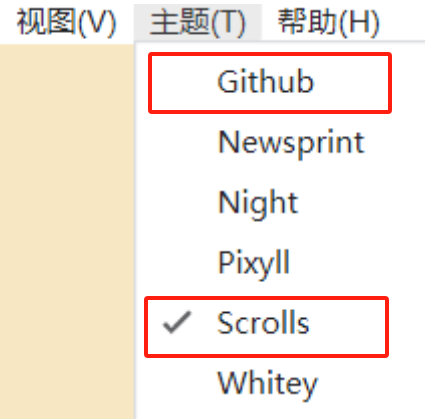 视图(V) 主题(T) 帮助(H)
Github
Newsprint
Night
Pixyll
Scrolls
Whitey